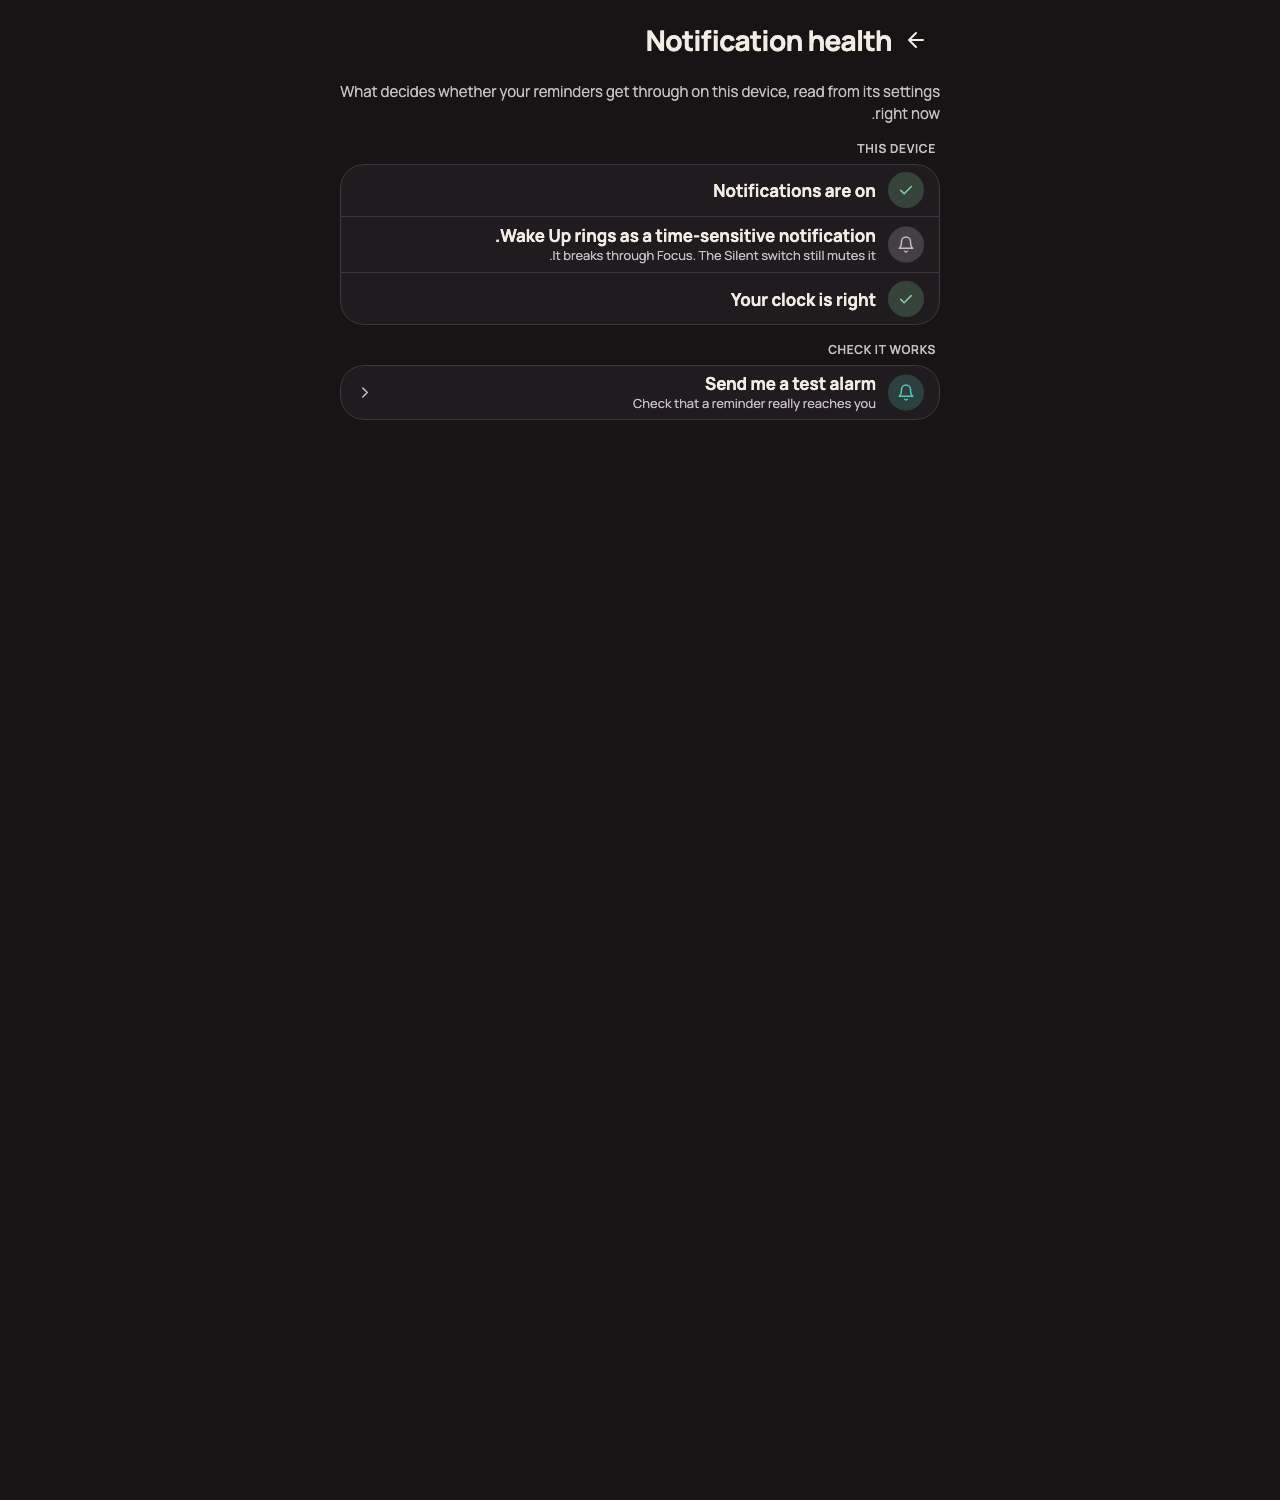 Notification health
What decides whether your reminders get through on this device, read from its settings
.right now
THIS DEVICE
Notifications are on
.Wake Up rings as a time-sensitive notification
.It breaks through Focus. The Silent switch still mutes it
Your clock is right
CHECK IT WORKS
Send me a test alarm
Check that a reminder really reaches you